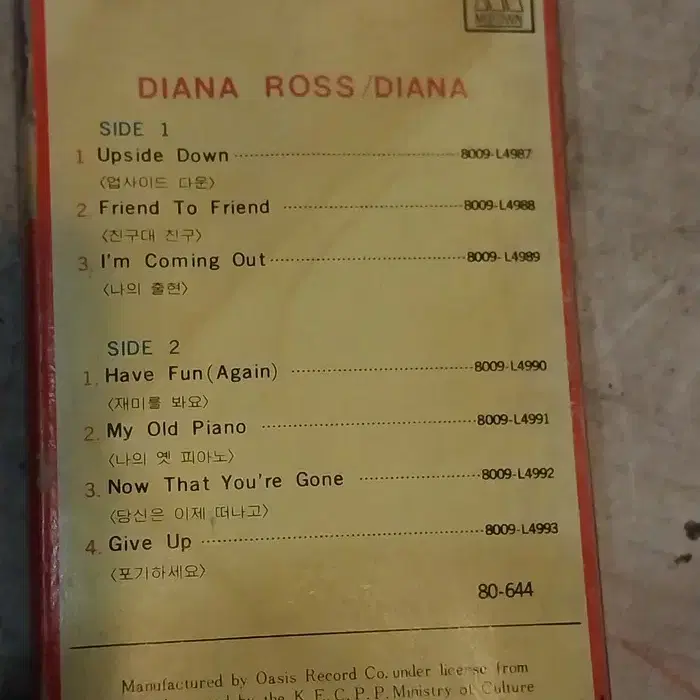 MOTOWN
DIANA ROSS/DIANA
SIDE 1
1 Upside Down 8009-L4987
〈업사이드 다운〉
2. Friend To Friend 8009-L4988
〈친구대 친구〉
3. I'm Coming Out 8009-L4989
〈나의 출현〉
SIDE 2
1. Have Fun(Again) 8009-L4990
〈재미를 봐요〉
2. My Old Piano 8009-L4991
〈나의 옛 피아노〉
3. Now That You're Gone 8009-L4992
〈당신은 이제 떠나고〉
4. Give Up 8009-L4993
〈포기하세요〉
80-644
Manufactured by Oasis Record Co. under license from
by the K.F.C.P.P. Ministry of Culture